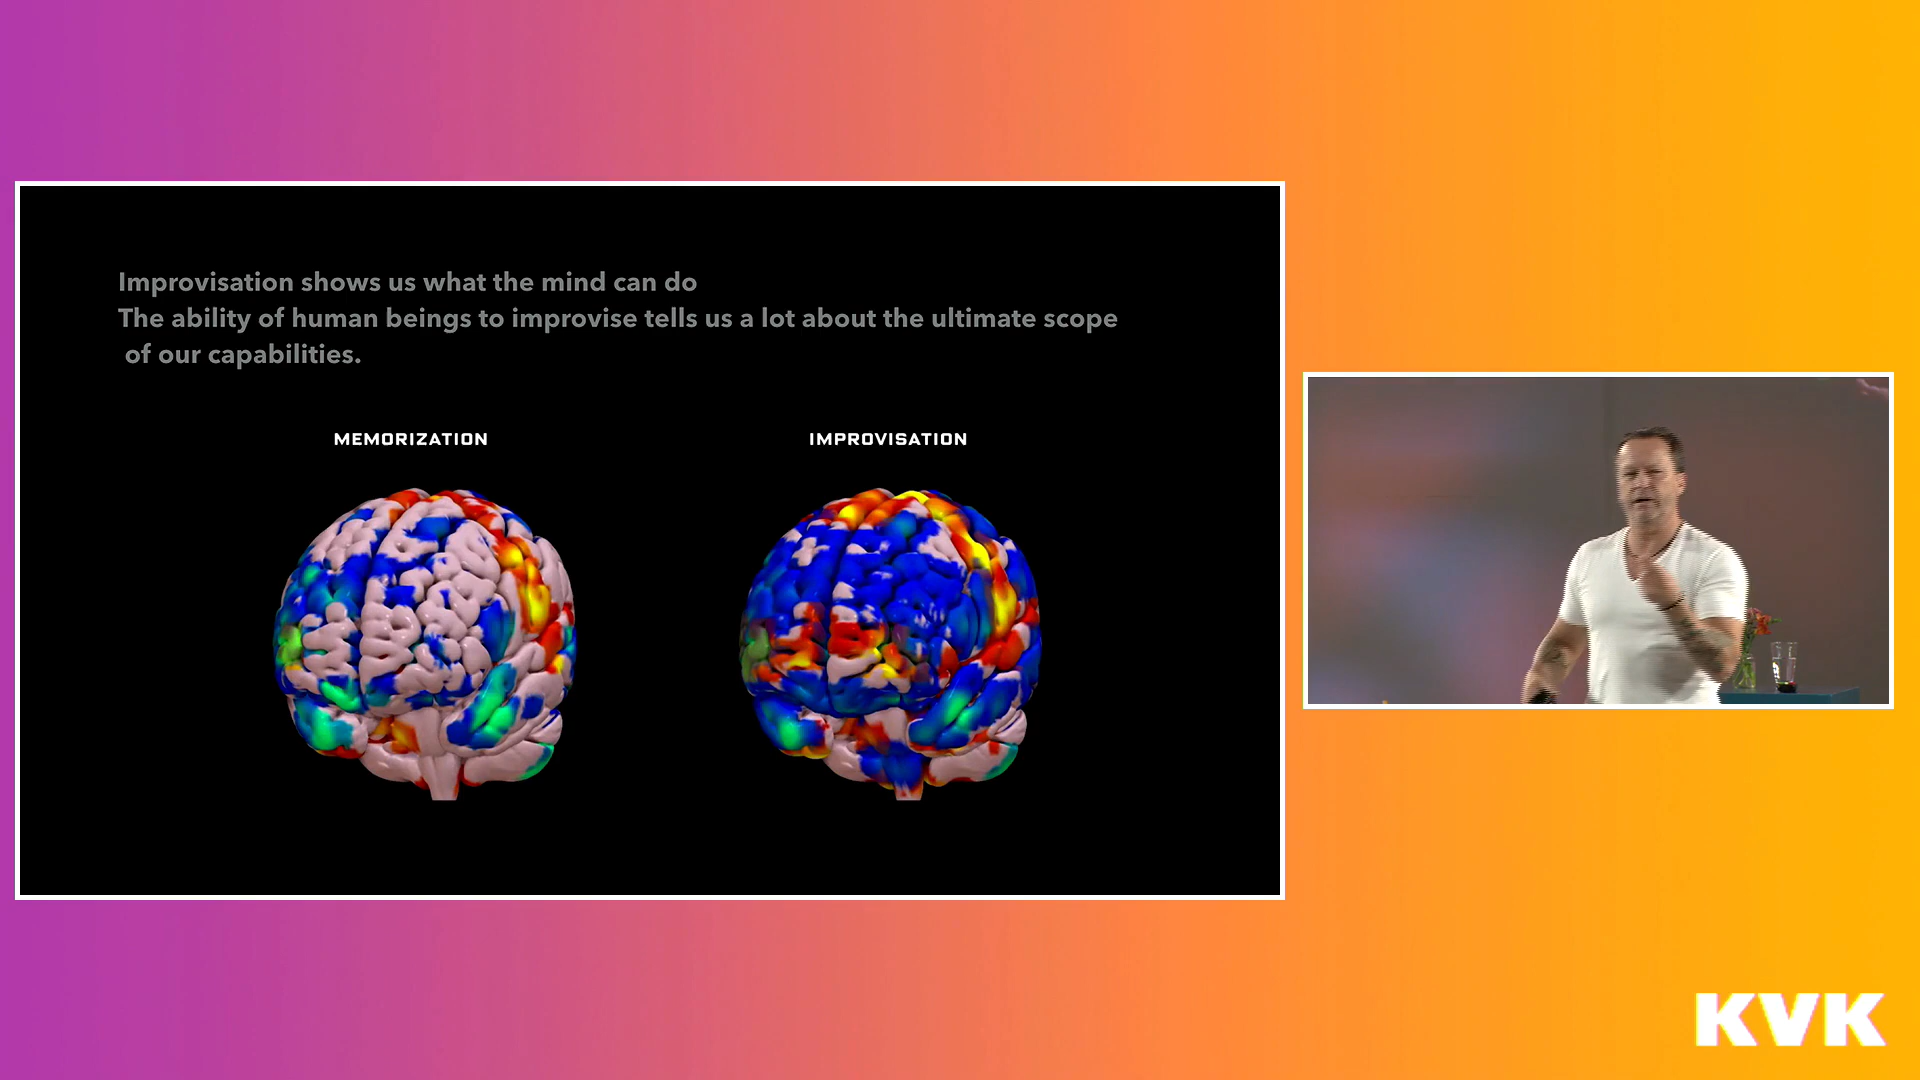 Improvisation shows us what the mind can do
The ability of human beings to improvise tells us a lot about the ultimate scope
of our capabilities.
MEMORIZATION
IMPROVISATION
KVK